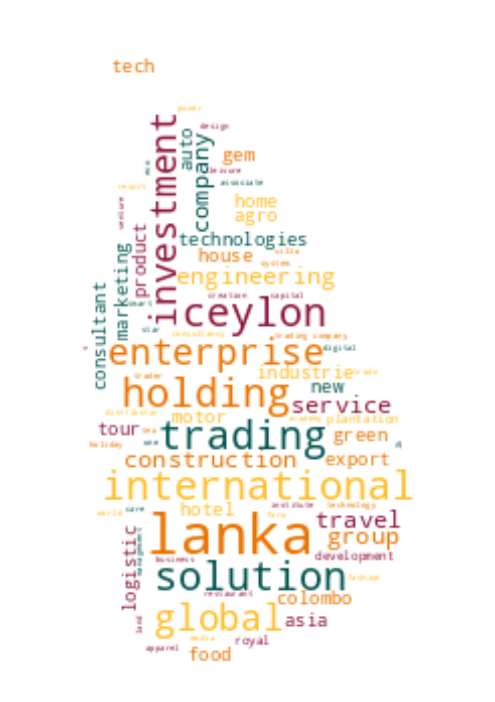 tech
power
design
investment
auto
company
gem
leisure
eco
associate
resort
venture
home
agro
product
technologies
marketing
house
villa
system
engineering
consultant
creation
capital
smart
ceylon
star
consultancy
trading company
enterprise
digital
industrie
trade
trader
holding
new
service
distributor
motor
academy
plantation
tour
tea
trading
green
holiday
one
construction
export
international
world
care
hotel
institute
technology
farm
lanka
travel
group
logistic
management
business
development
solution
fashion
restaurant
colombo
land
global
asia
media
royal
apparel
food